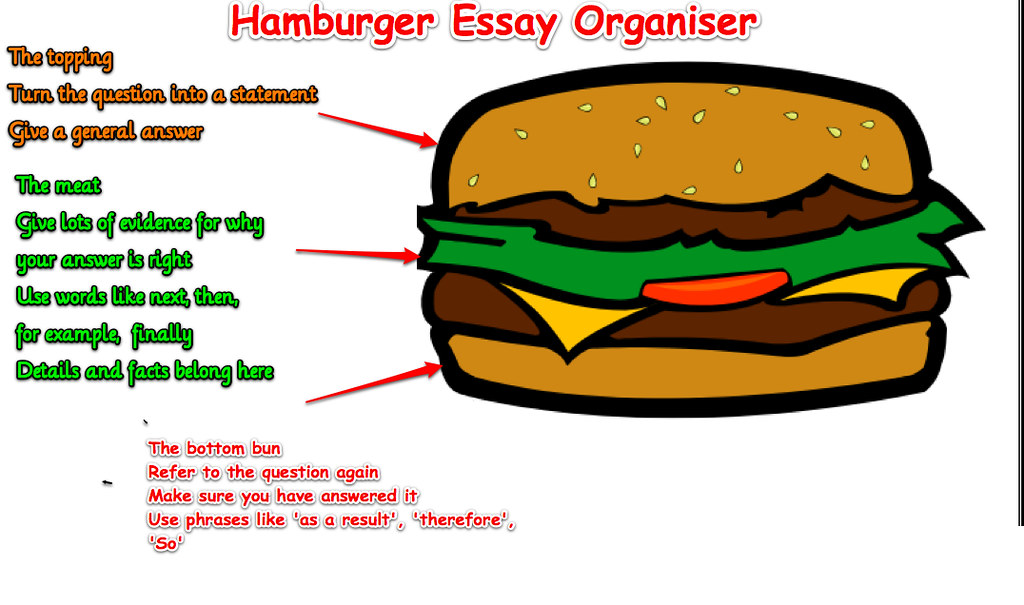 Hamburger Essay Organiser
The topping
Turn the question into a statement
Give a general answer
The meat
Give lots of evidence for why
your answer is right
Use words like next, then,
for example, finally
Details and facts belong here
The bottom bun
Refer to the question again
Make sure you have answered it
Use phrases like 'as a result', 'therefore',
'So'